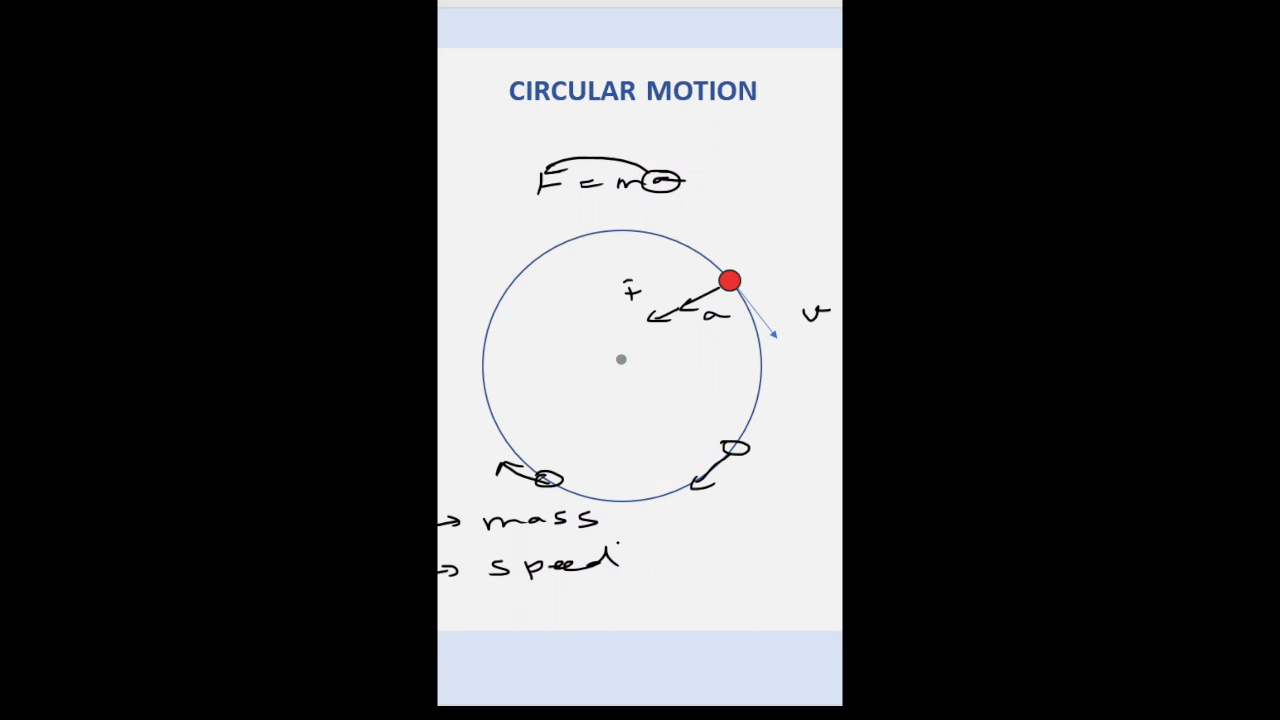 CIRCULAR MOTION
F = ma
F
a
v
→ mass
→ speed